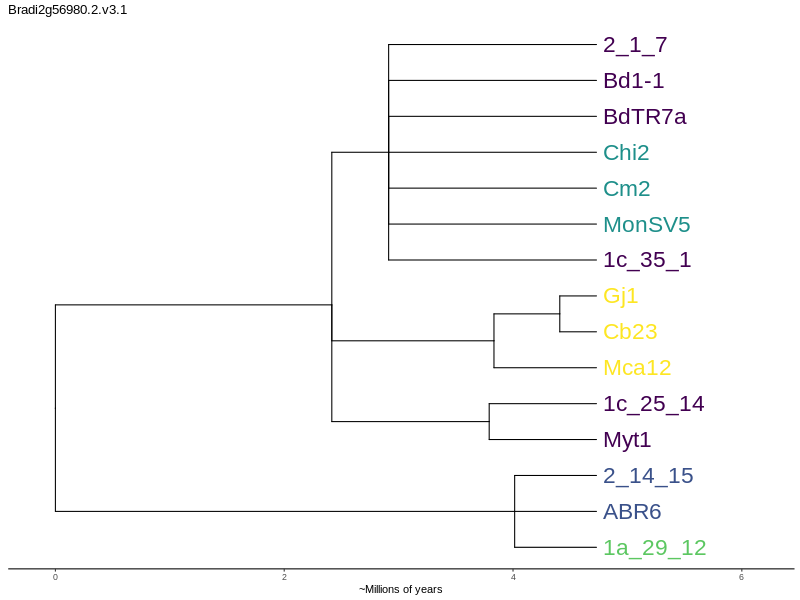 Bradi2g56980.2.v3.1
2_1_7
Bd1-1
BdTR7a
Chi2
Cm2
MonSV5
1c_35_1
Gj1
Cb23
Mca12
1c_25_14
Myt1
2_14_15
ABR6
1a_29_12
0 2 4 6
~Millions of years